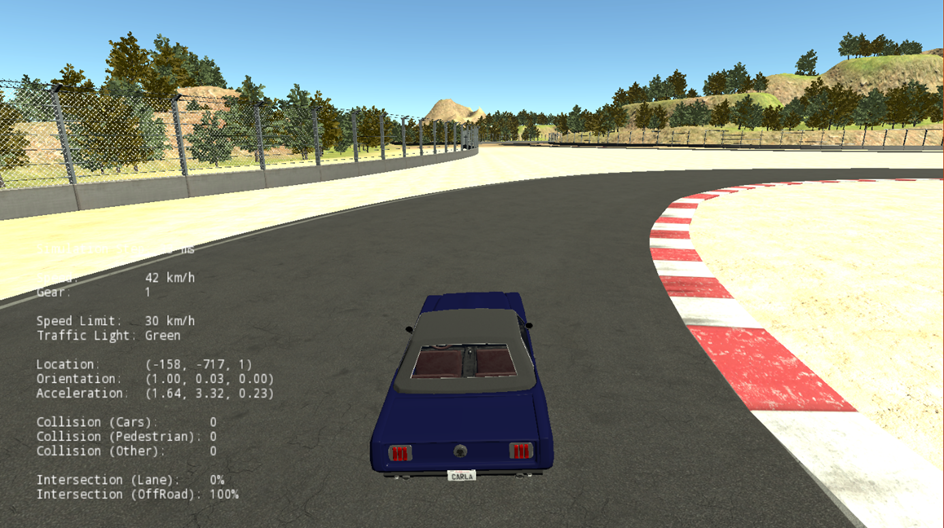 ms
42 km/h
Gear: 1
Speed Limit: 30 km/h
Traffic Light: Green
Location: (-158, -717, 1)
Orientation: (1.00, 0.03, 0.00)
Acceleration: (1.64, 3.32, 0.23)
Collision (Cars): 0
Collision (Pedestrian): 0
Collision (Other): 0
CARLA
Intersection (Lane): 0%
Intersection (OffRoad): 100%